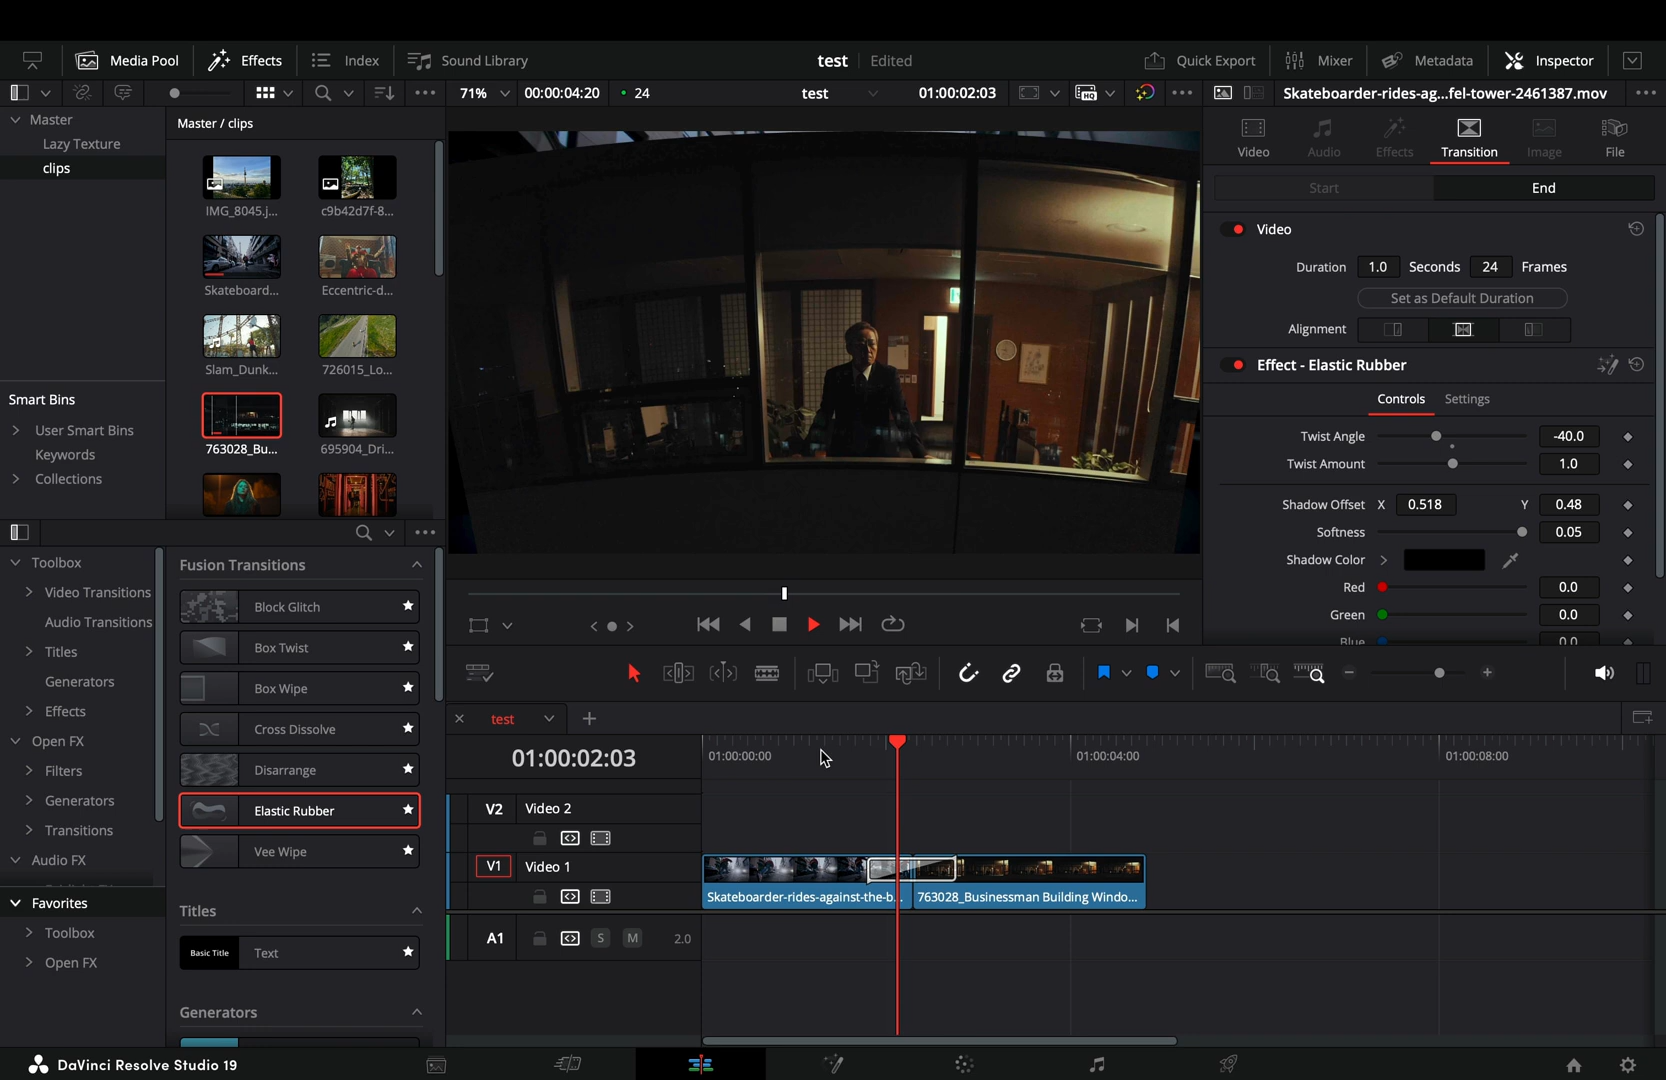 Media Pool
Effects
Index
Sound Library
test
Edited
Quick Export
Mixer
Metadata
Inspector
71%
00:00:04:20
24
test
01:00:02:03
Skateboarder-rides-ag...fel-tower-2461387.mov
Master
Lazy Texture
clips
Master / clips
IMG_8045.j...
c9b42d7f-8...
Skateboard...
Eccentric-d...
Slam_Dunk...
726015_Lo...
763028_Bu...
695904_Dri...
Smart Bins
User Smart Bins
Keywords
Collections
Video
Audio
Effects
Transition
Image
File
Start
End
Video
Duration
1.0
Seconds
24
Frames
Set as Default Duration
Alignment
Effect - Elastic Rubber
Controls
Settings
Twist Angle
-40.0
Twist Amount
1.0
Shadow Offset
X
0.518
Y
0.48
Softness
0.05
Shadow Color
Red
0.0
Green
0.0
Blue
0.0
Toolbox
Video Transitions
Audio Transitions
Titles
Generators
Effects
Open FX
Filters
Generators
Transitions
Audio FX
Favorites
Toolbox
Open FX
Fusion Transitions
Block Glitch
Box Twist
Box Wipe
Cross Dissolve
Disarrange
Elastic Rubber
Vee Wipe
Titles
Basic Title
Text
Generators
test
01:00:02:03
01:00:00:00
01:00:04:00
01:00:08:00
V2
Video 2
V1
Video 1
Skateboarder-rides-against-the-b...
763028_Businessman Building Windo...
A1
S
M
2.0
DaVinci Resolve Studio 19